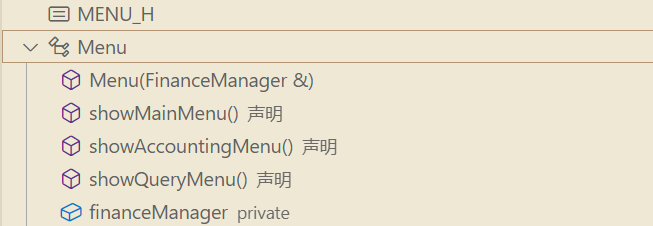 MENU_H
Menu
Menu(FinanceManager &)
showMainMenu() 声明
showAccountingMenu() 声明
showQueryMenu() 声明
financeManager private